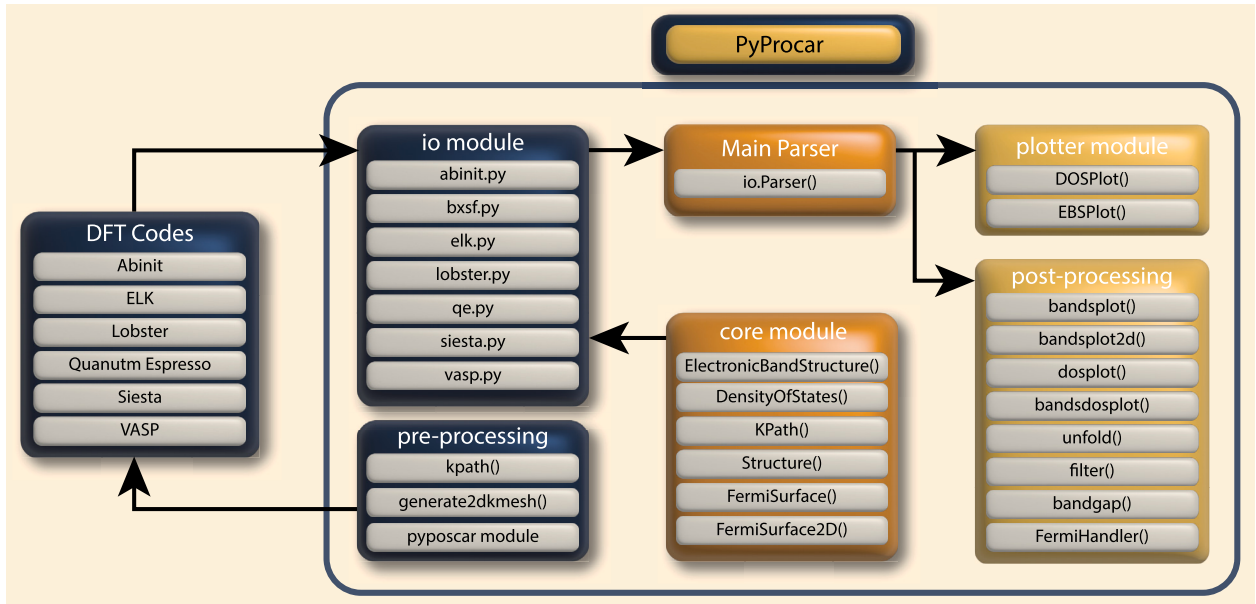 PyProcar
DFT Codes
Abinit
ELK
Lobster
Quanutm Espresso
Siesta
VASP
io module
abinit.py
bxsf.py
elk.py
lobster.py
qe.py
siesta.py
vasp.py
pre-processing
kpath()
generate2dkmesh()
pyposcar module
Main Parser
io.Parser()
core module
ElectronicBandStructure()
DensityOfStates()
KPath()
Structure()
FermiSurface()
FermiSurface2D()
plotter module
DOSPlot()
EBSPlot()
post-processing
bandsplot()
bandsplot2d()
dosplot()
bandsdosplot()
unfold()
filter()
bandgap()
FermiHandler()